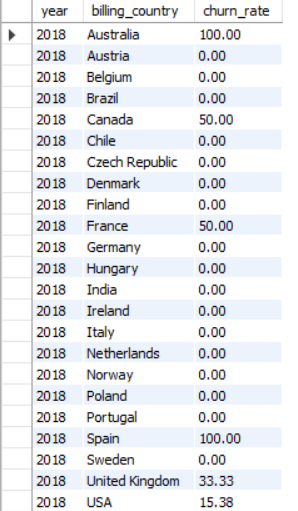 year billing_country churn_rate
2018 Australia 100.00
2018 Austria 0.00
2018 Belgium 0.00
2018 Brazil 0.00
2018 Canada 50.00
2018 Chile 0.00
2018 Czech Republic 0.00
2018 Denmark 0.00
2018 Finland 0.00
2018 France 50.00
2018 Germany 0.00
2018 Hungary 0.00
2018 India 0.00
2018 Ireland 0.00
2018 Italy 0.00
2018 Netherlands 0.00
2018 Norway 0.00
2018 Poland 0.00
2018 Portugal 0.00
2018 Spain 100.00
2018 Sweden 0.00
2018 United Kingdom 33.33
2018 USA 15.38